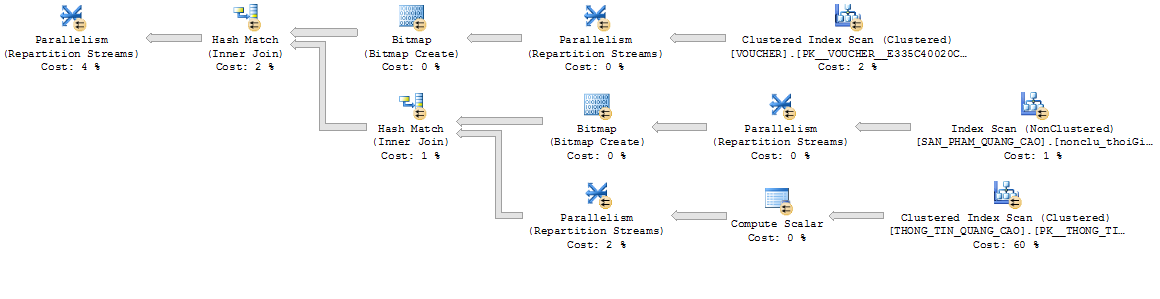 Parallelism
(Repartition Streams)
Cost: 4 %
Hash Match
(Inner Join)
Cost: 2 %
Bitmap
(Bitmap Create)
Cost: 0 %
Parallelism
(Repartition Streams)
Cost: 0 %
Clustered Index Scan (Clustered)
[VOUCHER].[PK__VOUCHER__E335C40020C…
Cost: 2 %
Hash Match
(Inner Join)
Cost: 1 %
Bitmap
(Bitmap Create)
Cost: 0 %
Parallelism
(Repartition Streams)
Cost: 0 %
Index Scan (NonClustered)
[SAN_PHAM_QUANG_CAO].[nonclu_thoiGi…
Cost: 1 %
Parallelism
(Repartition Streams)
Cost: 2 %
Compute Scalar
Cost: 0 %
Clustered Index Scan (Clustered)
[THONG_TIN_QUANG_CAO].[PK__THONG_TI…
Cost: 60 %